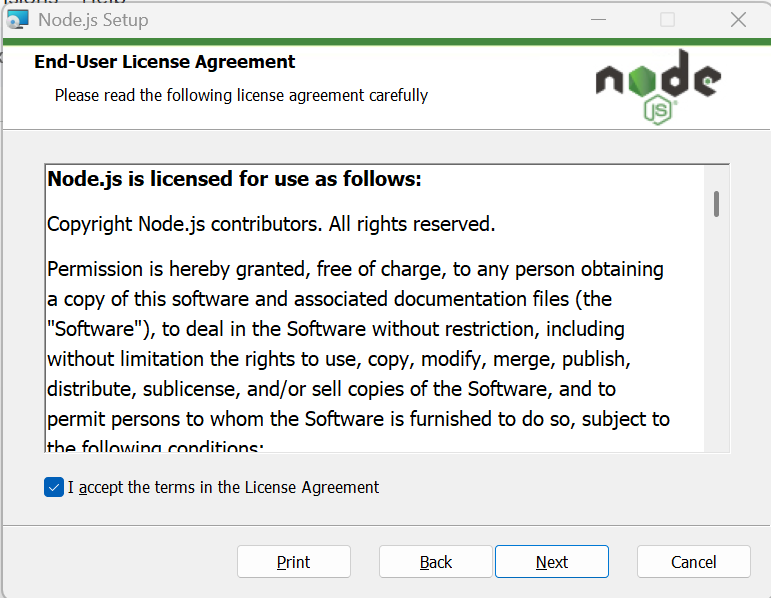 Node.js Setup
End-User License Agreement
Please read the following license agreement carefully
node
JS
Node.js is licensed for use as follows:
Copyright Node.js contributors. All rights reserved.
Permission is hereby granted, free of charge, to any person obtaining
a copy of this software and associated documentation files (the
"Software"), to deal in the Software without restriction, including
without limitation the rights to use, copy, modify, merge, publish,
distribute, sublicense, and/or sell copies of the Software, and to
permit persons to whom the Software is furnished to do so, subject to
the following conditions:
I accept the terms in the License Agreement
Print
Back
Next
Cancel